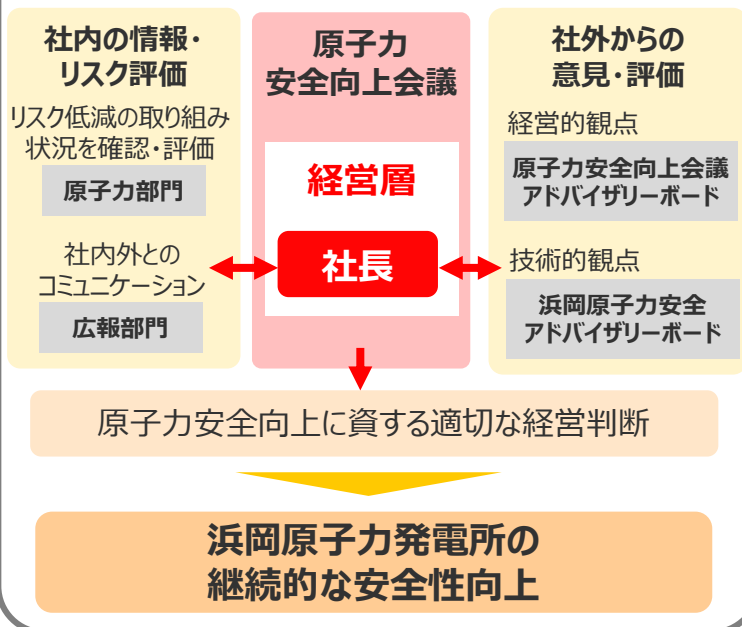 社内の情報・
リスク評価
リスク低減の取り組み
状況を確認・評価
原子力部門
社内外との
コミュニケーション
広報部門
原子力
安全向上会議
経営層
社長
社外からの
意見・評価
経営的観点
原子力安全向上会議
アドバイザリーボード
技術的観点
浜岡原子力安全
アドバイザリーボード
原子力安全向上に資する適切な経営判断
浜岡原子力発電所の
継続的な安全性向上